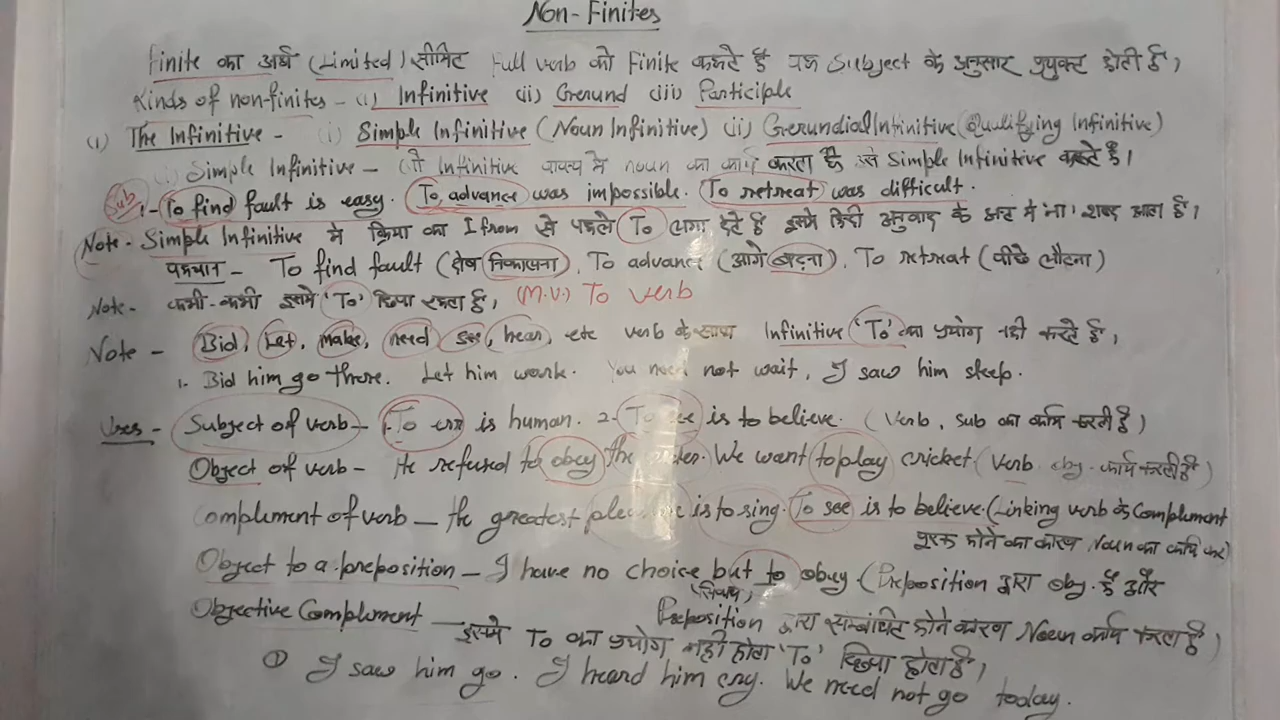 Non-Finites
Finite का अर्थ (Limited) सीमित Full verb को Finite कहते हैं यह Subject के अनुसार प्रयुक्त होती है,
Kinds of non-finites - (i) Infinitive (ii) Gerund (iii) Participle
(1) The Infinitive - (i) Simple Infinitive (Noun Infinitive) (ii) Gerundial Infinitive (Qualifying Infinitive)
(i) Simple Infinitive - जो Infinitive वाक्य में noun का कार्य करता है उसे Simple Infinitive कहते हैं।
Sub :- To find fault is easy. To advance was impossible. To retreat was difficult.
Note - Simple Infinitive में क्रिया का I from से पहले To लगा देते हैं इसमें हिन्दी अनुवाद के अंत में ना शब्द आता है।
पहचान - To find fault (दोष निकालना), To advance (आगे बढ़ना), To retreat (पीछे लौटना)
Note - कभी-कभी इसमें 'To' छिपा रहता है, (M.V.) To verb
Note - Bid, Let, make, need, see, hear, etc verb के साथ Infinitive 'To' का प्रयोग नहीं करते हैं,
1. Bid him go there. Let him work. You need not wait, I saw him sleep.
Uses - Subject of verb - 1. To err is human. 2. To see is to believe. (Verb, Sub का कार्य करती है)
Object of verb - He refused to obey the We want to play cricket (Verb obj. कार्य करती है)
Complement of verb - the greatest is to sing. To see is to believe. (Linking verb के Complement
पूरक होने का कारण Noun का कार्य करे)
Object to a preposition - I have no choice but to obey (Preposition द्वारा obj. है और
(सिवाय) Preposition द्वारा सम्बंधित होने कारण Noun कार्य करता है)
Objective Complement - इसमें To का प्रयोग नहीं होता 'To' छिपा होता है,
① I saw him go. I heard him cry. We need not go today.